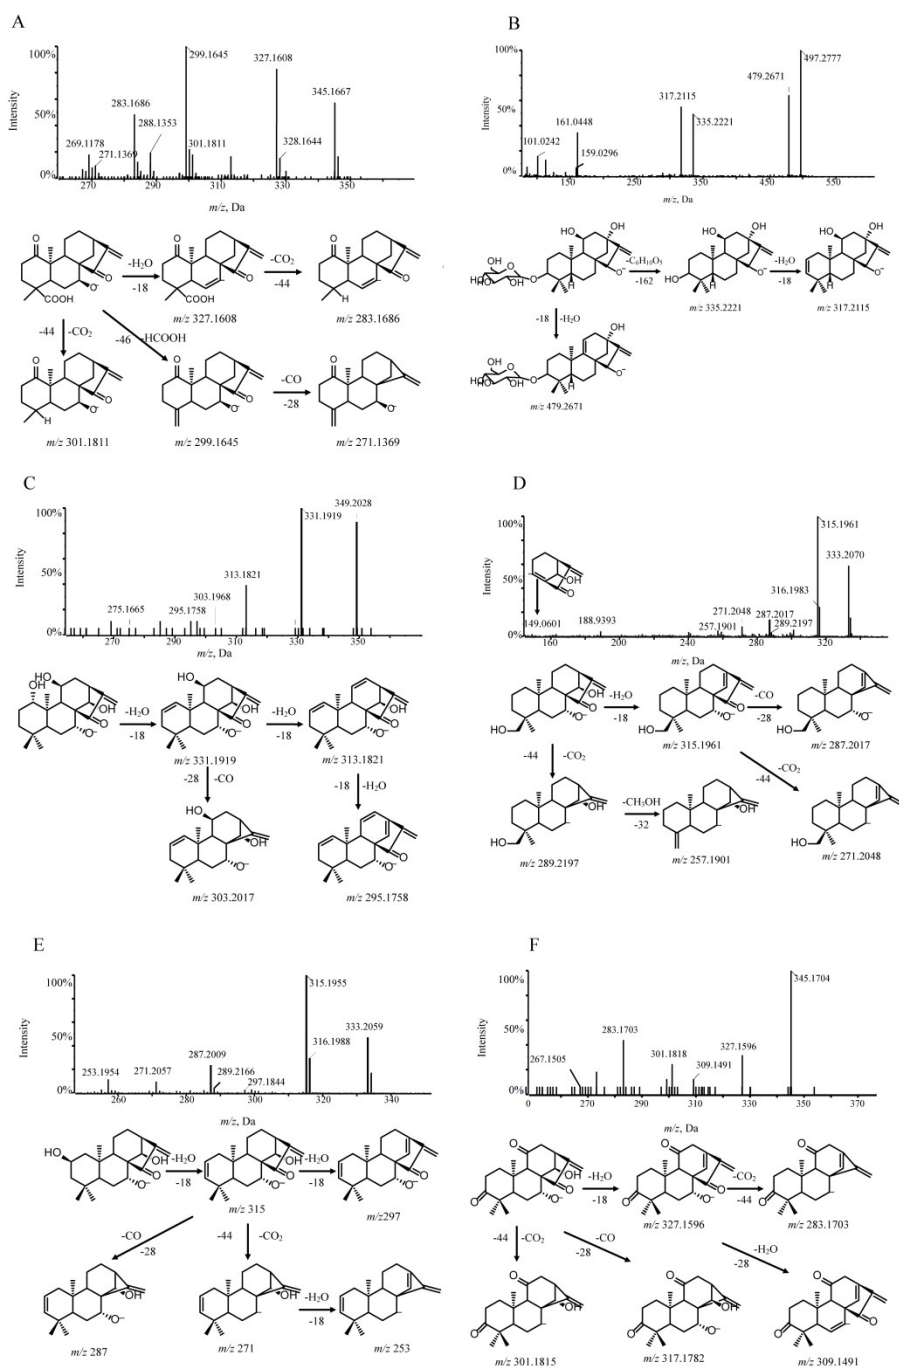 A
100%
50%
0%
Intensity
299.1645
327.1608
345.1667
283.1686
288.1353
301.1811
269.1178
271.1369
328.1644
270 290 310 330 350
m/z, Da
-H₂O
-18
-CO₂
-44
COOH
O⁻
m/z 327.1608
m/z 283.1686
-44 -CO₂
-46 -HCOOH
-CO
-28
m/z 301.1811
m/z 299.1645
m/z 271.1369
B
100%
50%
0%
Intensity
497.2777
479.2671
317.2115
335.2221
161.0448
101.0242
159.0296
150 250 350 450 550
m/z, Da
-C₆H₁₀O₅
-162
-H₂O
-18
m/z 335.2221
m/z 317.2115
-18 -H₂O
m/z 479.2671
C
100%
50%
0%
Intensity
349.2028
331.1919
313.1821
303.1968
275.1665
295.1758
270 290 310 330 350
m/z, Da
-H₂O
-18
-H₂O
-18
m/z 331.1919
m/z 313.1821
-28 -CO
-18 -H₂O
m/z 303.2017
m/z 295.1758
D
100%
50%
0%
Intensity
315.1961
333.2070
316.1983
271.2048
287.2017
149.0601
188.9393
257.1901
289.2197
160 200 240 280 320
m/z, Da
-H₂O
-18
-CO
-28
m/z 315.1961
m/z 287.2017
-44 -CO₂
-CO₂
-44
-CH₃OH
-32
m/z 289.2197
m/z 257.1901
m/z 271.2048
E
100%
50%
0%
Intensity
315.1955
333.2059
316.1988
287.2009
289.2166
253.1954
271.2057
297.1844
260 280 300 320 340
m/z, Da
-H₂O
-18
-H₂O
-18
m/z 315
m/z297
-CO
-28
-44 -CO₂
-H₂O
-18
m/z 287
m/z 271
m/z 253
F
100%
50%
0%
Intensity
345.1704
283.1703
327.1596
301.1818
309.1491
267.1505
270 290 310 330 350 370
m/z, Da
-H₂O
-18
-CO₂
-44
m/z 327.1596
m/z 283.1703
-44 -CO₂
-CO
-28
-H₂O
-28
m/z 301.1815
m/z 317.1782
m/z 309.1491